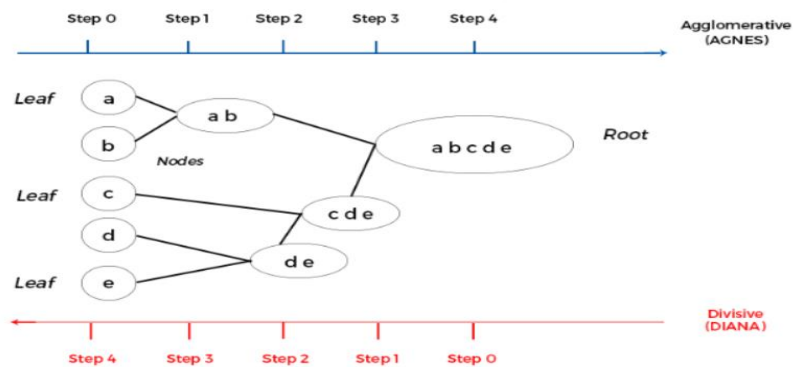 Step 0 Step 1 Step 2 Step 3 Step 4
Agglomerative
(AGNES)
Leaf a
a b
b
a b c d e
Root
Nodes
Leaf c
c d e
d
d e
Leaf e
Divisive
(DIANA)
Step 4 Step 3 Step 2 Step 1 Step 0